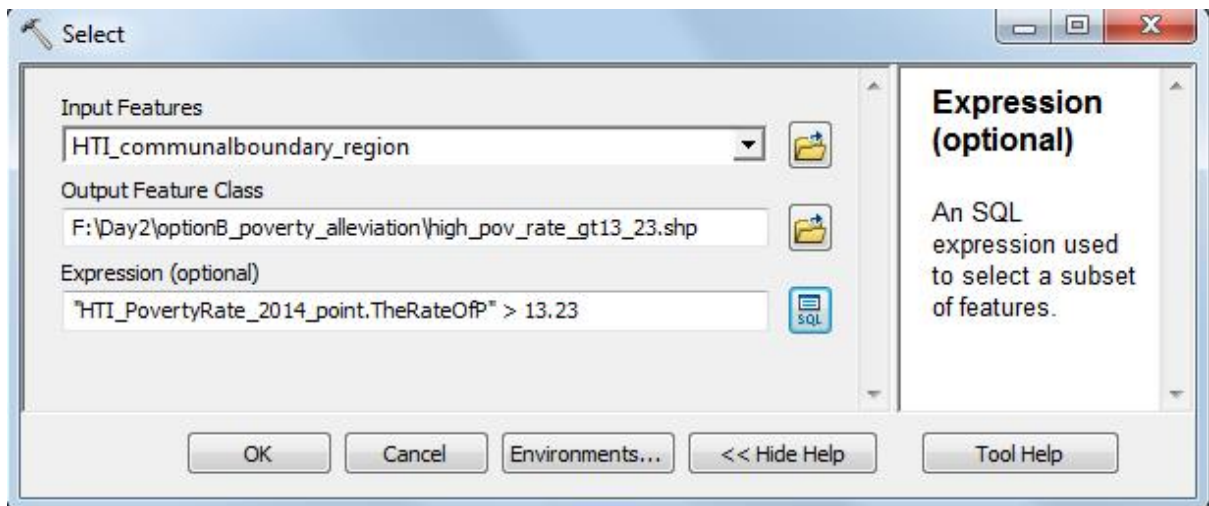 Select
Input Features
HTI_communalboundary_region
Output Feature Class
F:\Day2\optionB_poverty_alleviation\high_pov_rate_gt13_23.shp
Expression (optional)
"HTI_PovertyRate_2014_point.TheRateOfP" > 13.23
SQL
OK
Cancel
Environments...
<< Hide Help
Expression
(optional)
An SQL
expression used
to select a subset
of features.
Tool Help